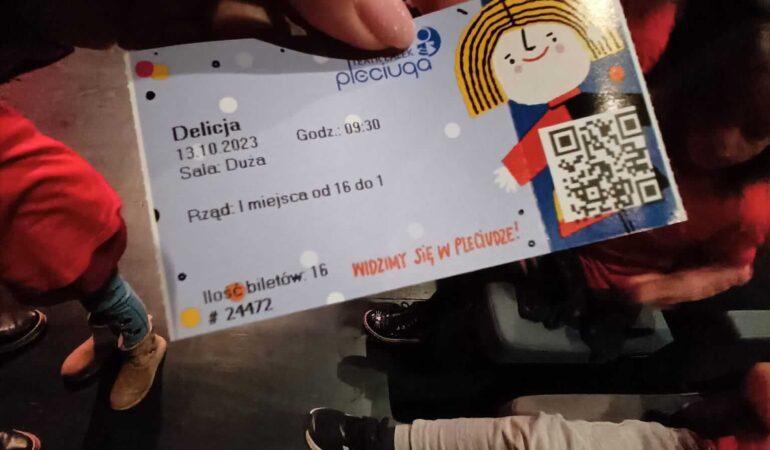 pleciuga
Delicja
13.10.2023 Godz.: 09:30
Sala: Duża
Rząd: I miejsca od 16 do 1
WIDZIMY SIĘ W PLECIUDZE!
Ilość biletów: 16
# 24472